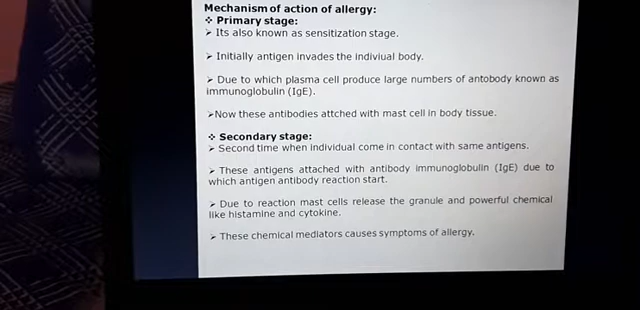 Mechanism of action of allergy:
❖ Primary stage:
➢ Its also known as sensitization stage.
➢ Initially antigen invades the indiviual body.
➢ Due to which plasma cell produce large numbers of antobody known as
immunoglobulin (IgE).
➢Now these antibodies attched with mast cell in body tissue.
❖ Secondary stage:
➢ Second time when individual come in contact with same antigens.
➢ These antigens attached with antibody immunoglobulin (IgE) due to
which antigen antibody reaction start.
➢ Due to reaction mast cells release the granule and powerful chemical
like histamine and cytokine.
➢ These chemical mediators causes symptoms of allergy.